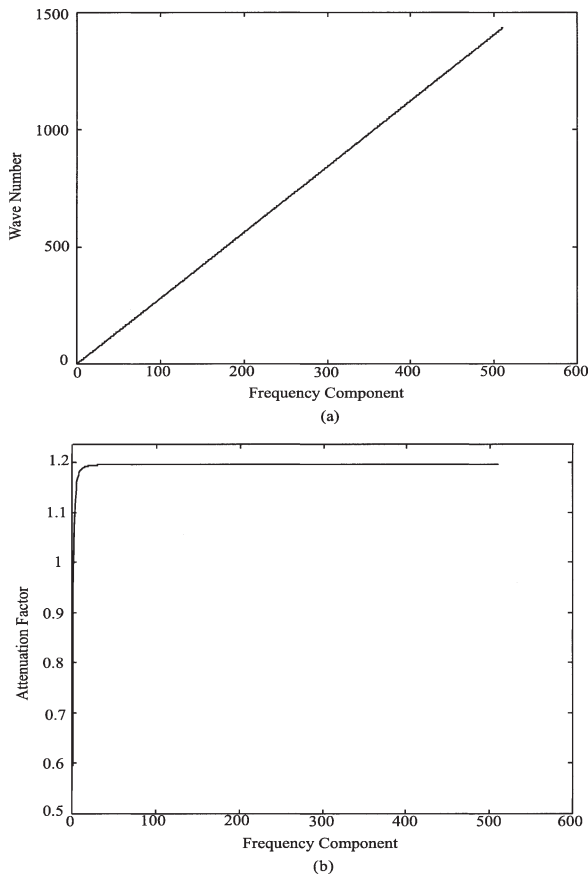 1500
1000
500
0
Wave Number
0 100 200 300 400 500 600
Frequency Component
(a)
1.2
1.1
1
0.9
0.8
0.7
0.6
0.5
Attenuation Factor
0 100 200 300 400 500 600
Frequency Component
(b)